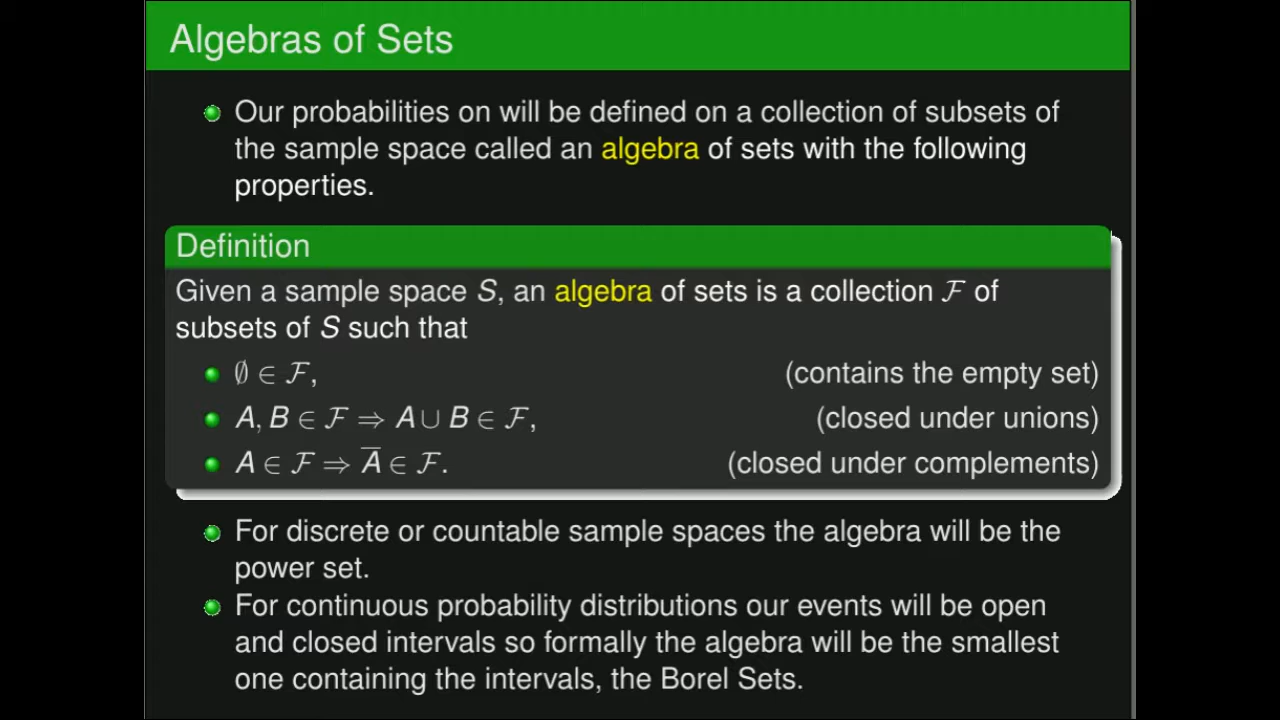 Algebras of Sets
Our probabilities on will be defined on a collection of subsets of
the sample space called an algebra of sets with the following
properties.
Definition
Given a sample space S, an algebra of sets is a collection ℱ of
subsets of S such that
∅ ∈ ℱ, (contains the empty set)
A, B ∈ ℱ ⇒ A ∪ B ∈ ℱ, (closed under unions)
A ∈ ℱ ⇒ A̅ ∈ ℱ. (closed under complements)
For discrete or countable sample spaces the algebra will be the
power set.
For continuous probability distributions our events will be open
and closed intervals so formally the algebra will be the smallest
one containing the intervals, the Borel Sets.